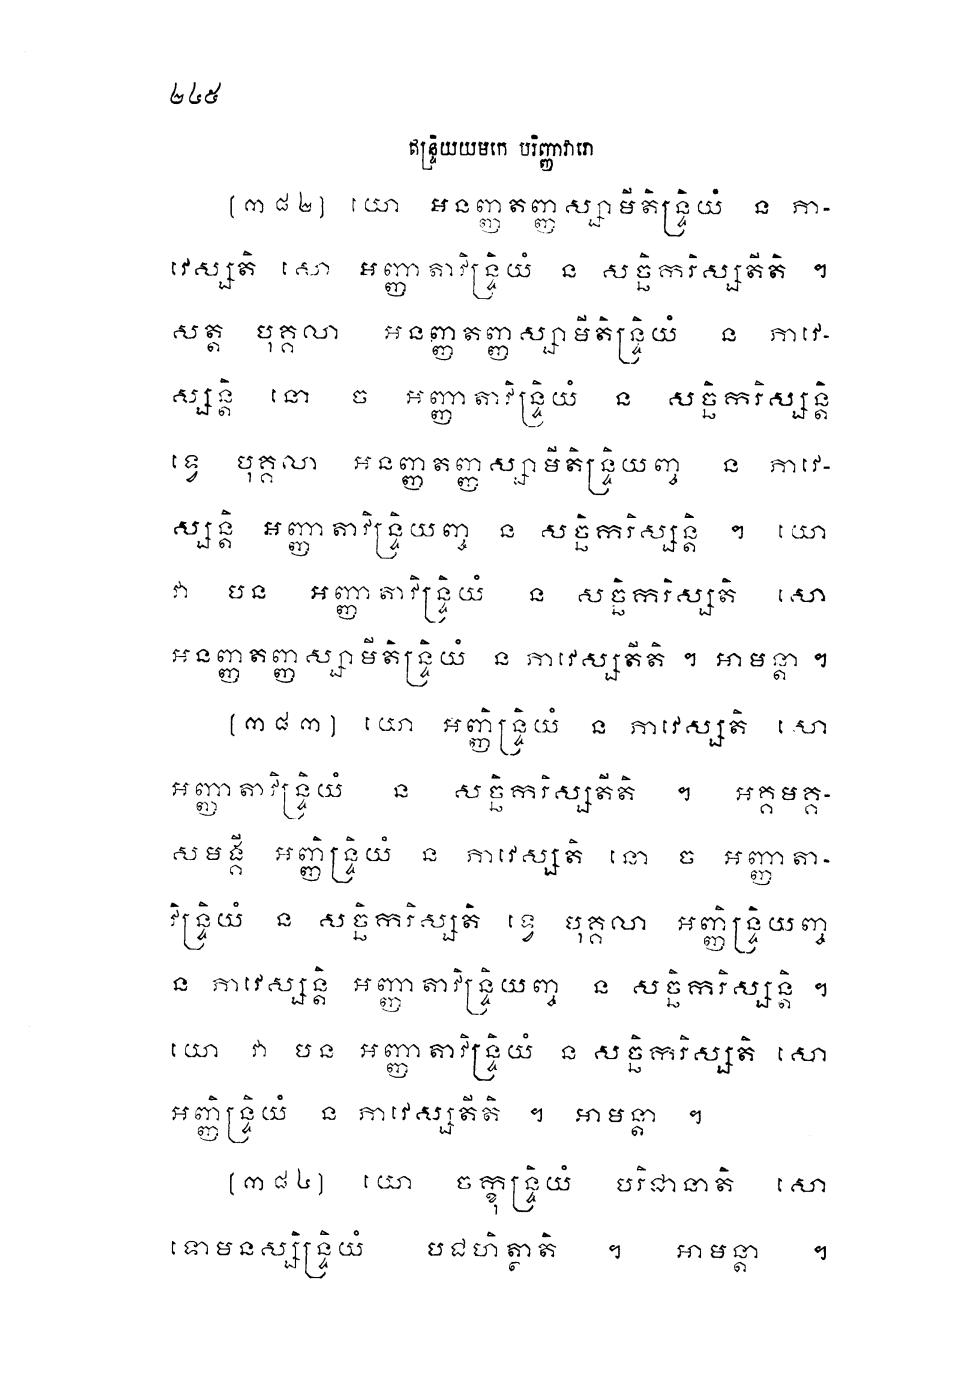 ២៤៥
ឥន្ទ្រិយយមកេ បរិញ្ញាវារោ
[៣៨២] យោ អនញ្ញតញ្ញស្សាមីតិន្ទ្រិយំ ន ភា-
វេស្សតិ សោ អញ្ញាតាវិន្ទ្រិយំ ន សច្ឆិករិស្សតីតិ ។
សត្ត បុគ្គលា អនញ្ញតញ្ញស្សាមីតិន្ទ្រិយំ ន ភាវេ-
ស្សន្តិ នោ ច អញ្ញាតាវិន្ទ្រិយំ ន សច្ឆិករិស្សន្តិ
ទ្វេ បុគ្គលា អនញ្ញតញ្ញស្សាមីតិន្ទ្រិយញ្ច ន ភាវេ-
ស្សន្តិ អញ្ញាតាវិន្ទ្រិយញ្ច ន សច្ឆិករិស្សន្តិ ។ យោ
វា បន អញ្ញាតាវិន្ទ្រិយំ ន សច្ឆិករិស្សតិ សោ
អនញ្ញតញ្ញស្សាមីតិន្ទ្រិយំ ន ភាវេស្សតីតិ ។ អាមន្តា ។
[៣៨៣] យោ អញ្ញិន្ទ្រិយំ ន ភាវេស្សតិ សោ
អញ្ញាតាវិន្ទ្រិយំ ន សច្ឆិករិស្សតីតិ ។ អគ្គមគ្គ-
សមង្គី អញ្ញិន្ទ្រិយំ ន ភាវេស្សតិ នោ ច អញ្ញាតា-
វិន្ទ្រិយំ ន សច្ឆិករិស្សតិ ទ្វេ បុគ្គលា អញ្ញិន្ទ្រិយញ្ច
ន ភាវេស្សន្តិ អញ្ញាតាវិន្ទ្រិយញ្ច ន សច្ឆិករិស្សន្តិ ។
យោ វា បន អញ្ញាតាវិន្ទ្រិយំ ន សច្ឆិករិស្សតិ សោ
អញ្ញិន្ទ្រិយំ ន ភាវេស្សតីតិ ។ អាមន្តា ។
[៣៨៤] យោ ចក្ខុន្ទ្រិយំ បរិជានាតិ សោ
ទោមនស្សិន្ទ្រិយំ បជហិត្ថាតិ ។ អាមន្តា ។